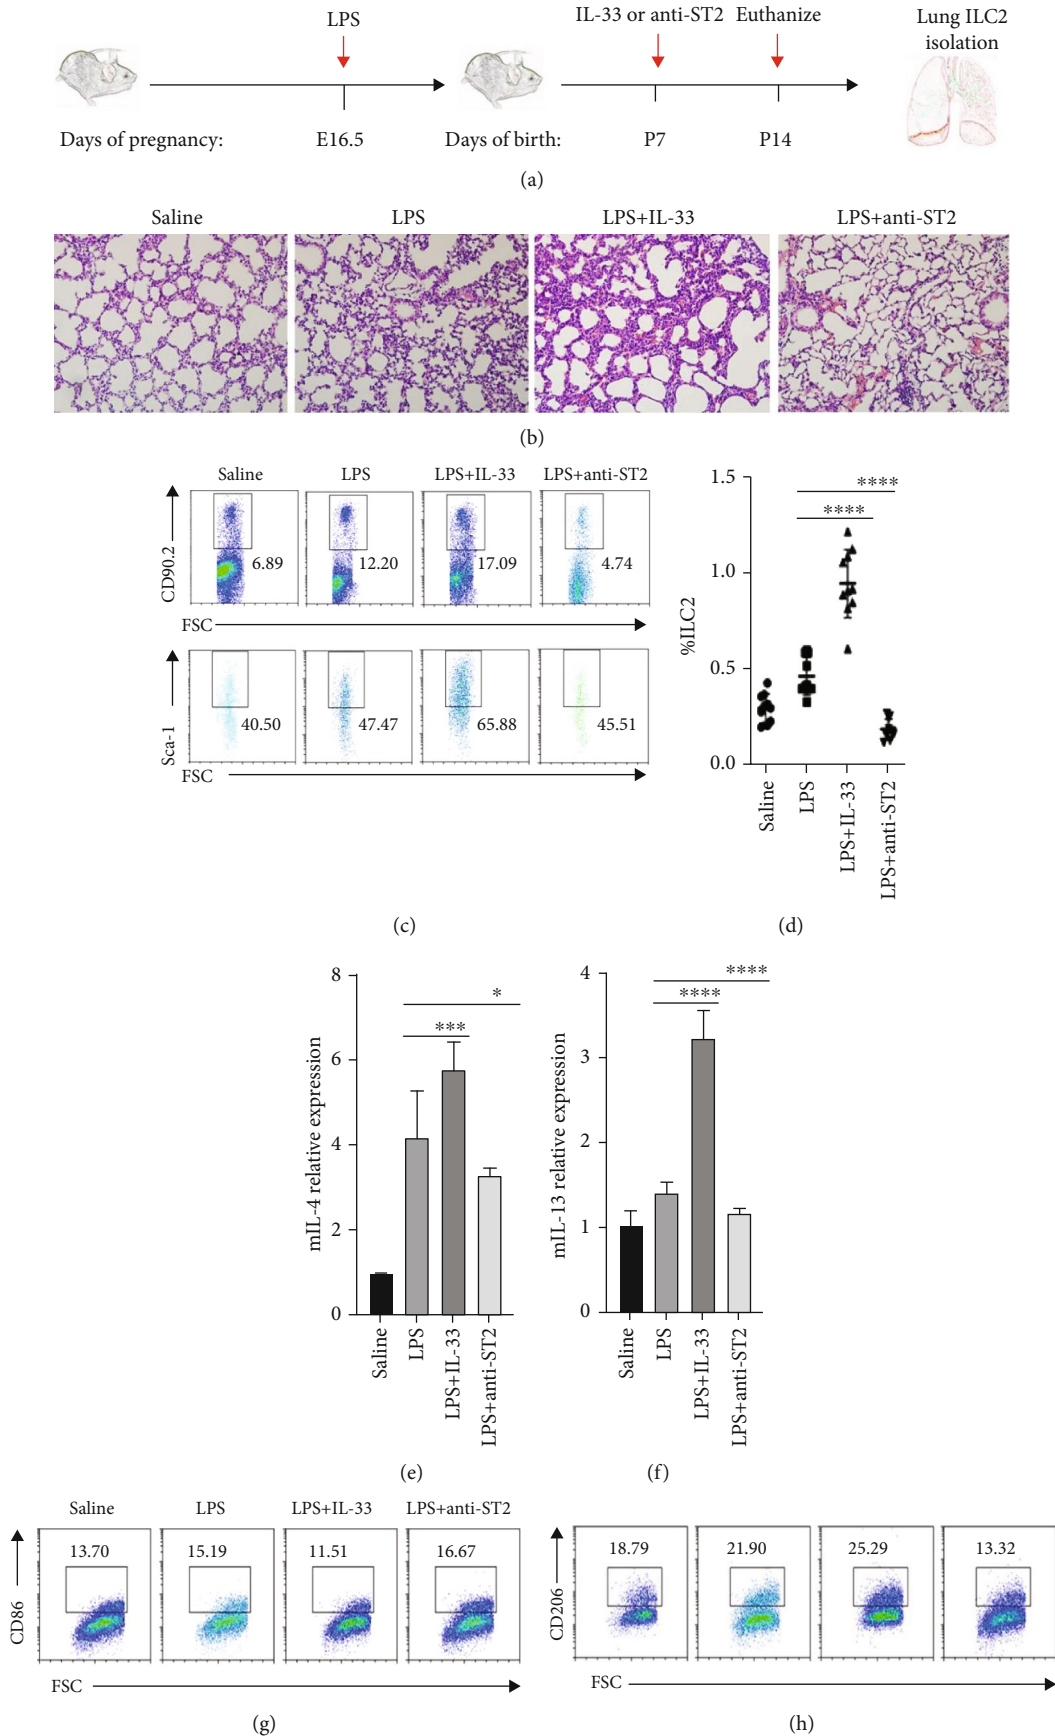 LPS
IL-33 or anti-ST2
Euthanize
Lung ILC2
isolation
Days of pregnancy:
E16.5
Days of birth:
P7
P14
(a)
Saline
LPS
LPS+IL-33
LPS+anti-ST2
(b)
Saline
LPS
LPS+IL-33
LPS+anti-ST2
CD90.2
6.89
12.20
17.09
4.74
FSC
Sca-1
40.50
47.47
65.88
45.51
FSC
(c)
%ILC2
1.5
1.0
0.5
0.0
****
****
Saline
LPS
LPS+IL-33
LPS+anti-ST2
(d)
mIL-4 relative expression
8
6
4
2
0
*
***
Saline
LPS
LPS+IL-33
LPS+anti-ST2
(e)
mIL-13 relative expression
4
3
2
1
0
****
****
Saline
LPS
LPS+IL-33
LPS+anti-ST2
(f)
Saline
LPS
LPS+IL-33
LPS+anti-ST2
CD86
13.70
15.19
11.51
16.67
FSC
(g)
CD206
18.79
21.90
25.29
13.32
FSC
(h)